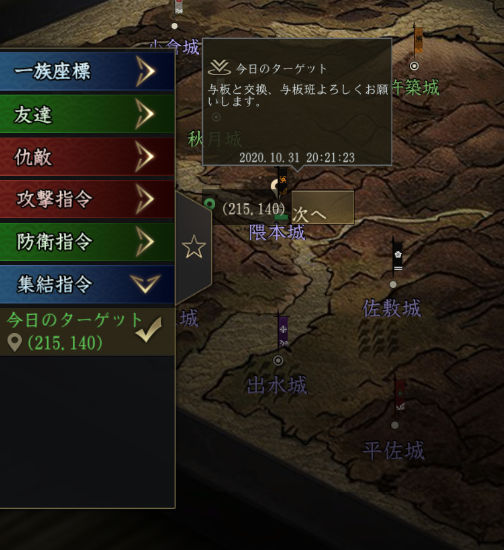 一族座標
友達
仇敵
攻撃指令
防衛指令
集結指令
今日のターゲット
(215,140)
小倉城
今日のターゲット
与板と交換、与板班よろしくお願
いします。
2020.10.31 20:21:23
杵築城
秋月城
(215,140)
次へ
隈本城
城
佐敷城
出水城
平佐城